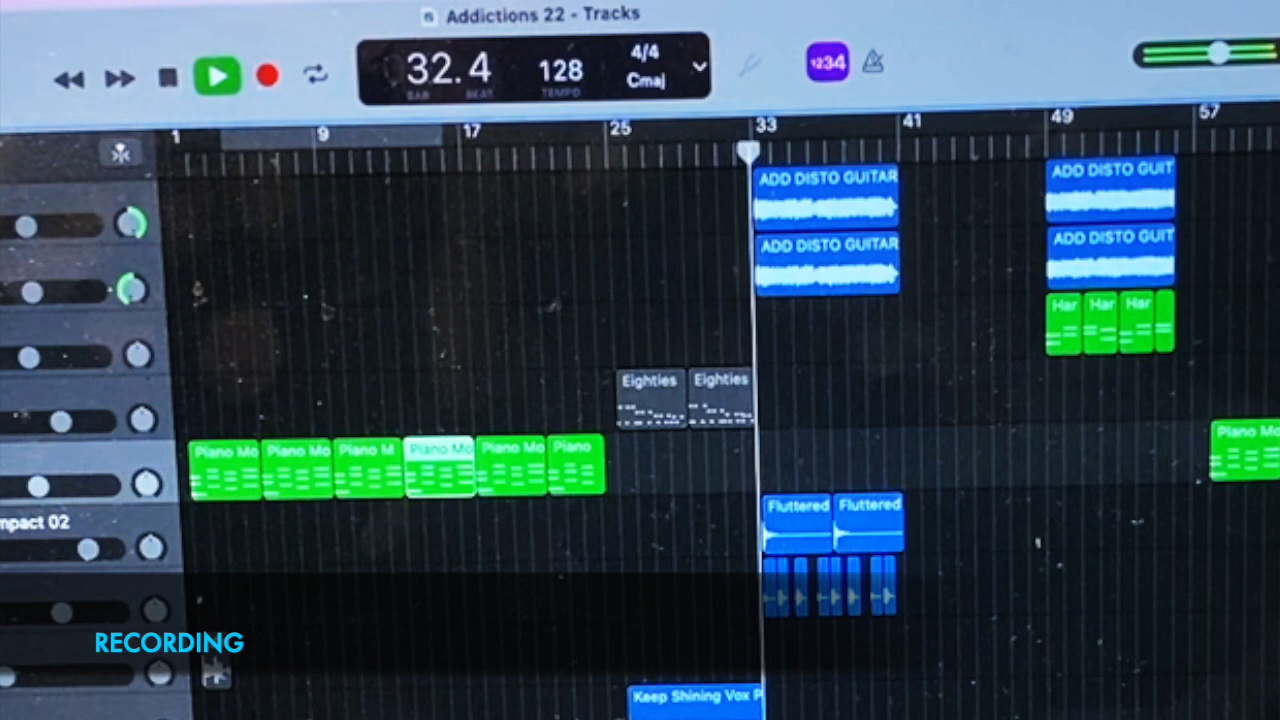 Addictions 22 - Tracks
32.4 128 4/4
BAR BEAT TEMPO Cmaj
1234
1 9 17 25 33 41 49 57
ADD DISTO GUITAR ADD DISTO GUIT
ADD DISTO GUITAR ADD DISTO GUIT
Har Har Har
Eighties Eighties
Piano Mo
Piano Mo Piano Mo Piano M Piano Mo Piano Mo Piano
Fluttered Fluttered
mpact 02
RECORDING
Keep Shining Vox P